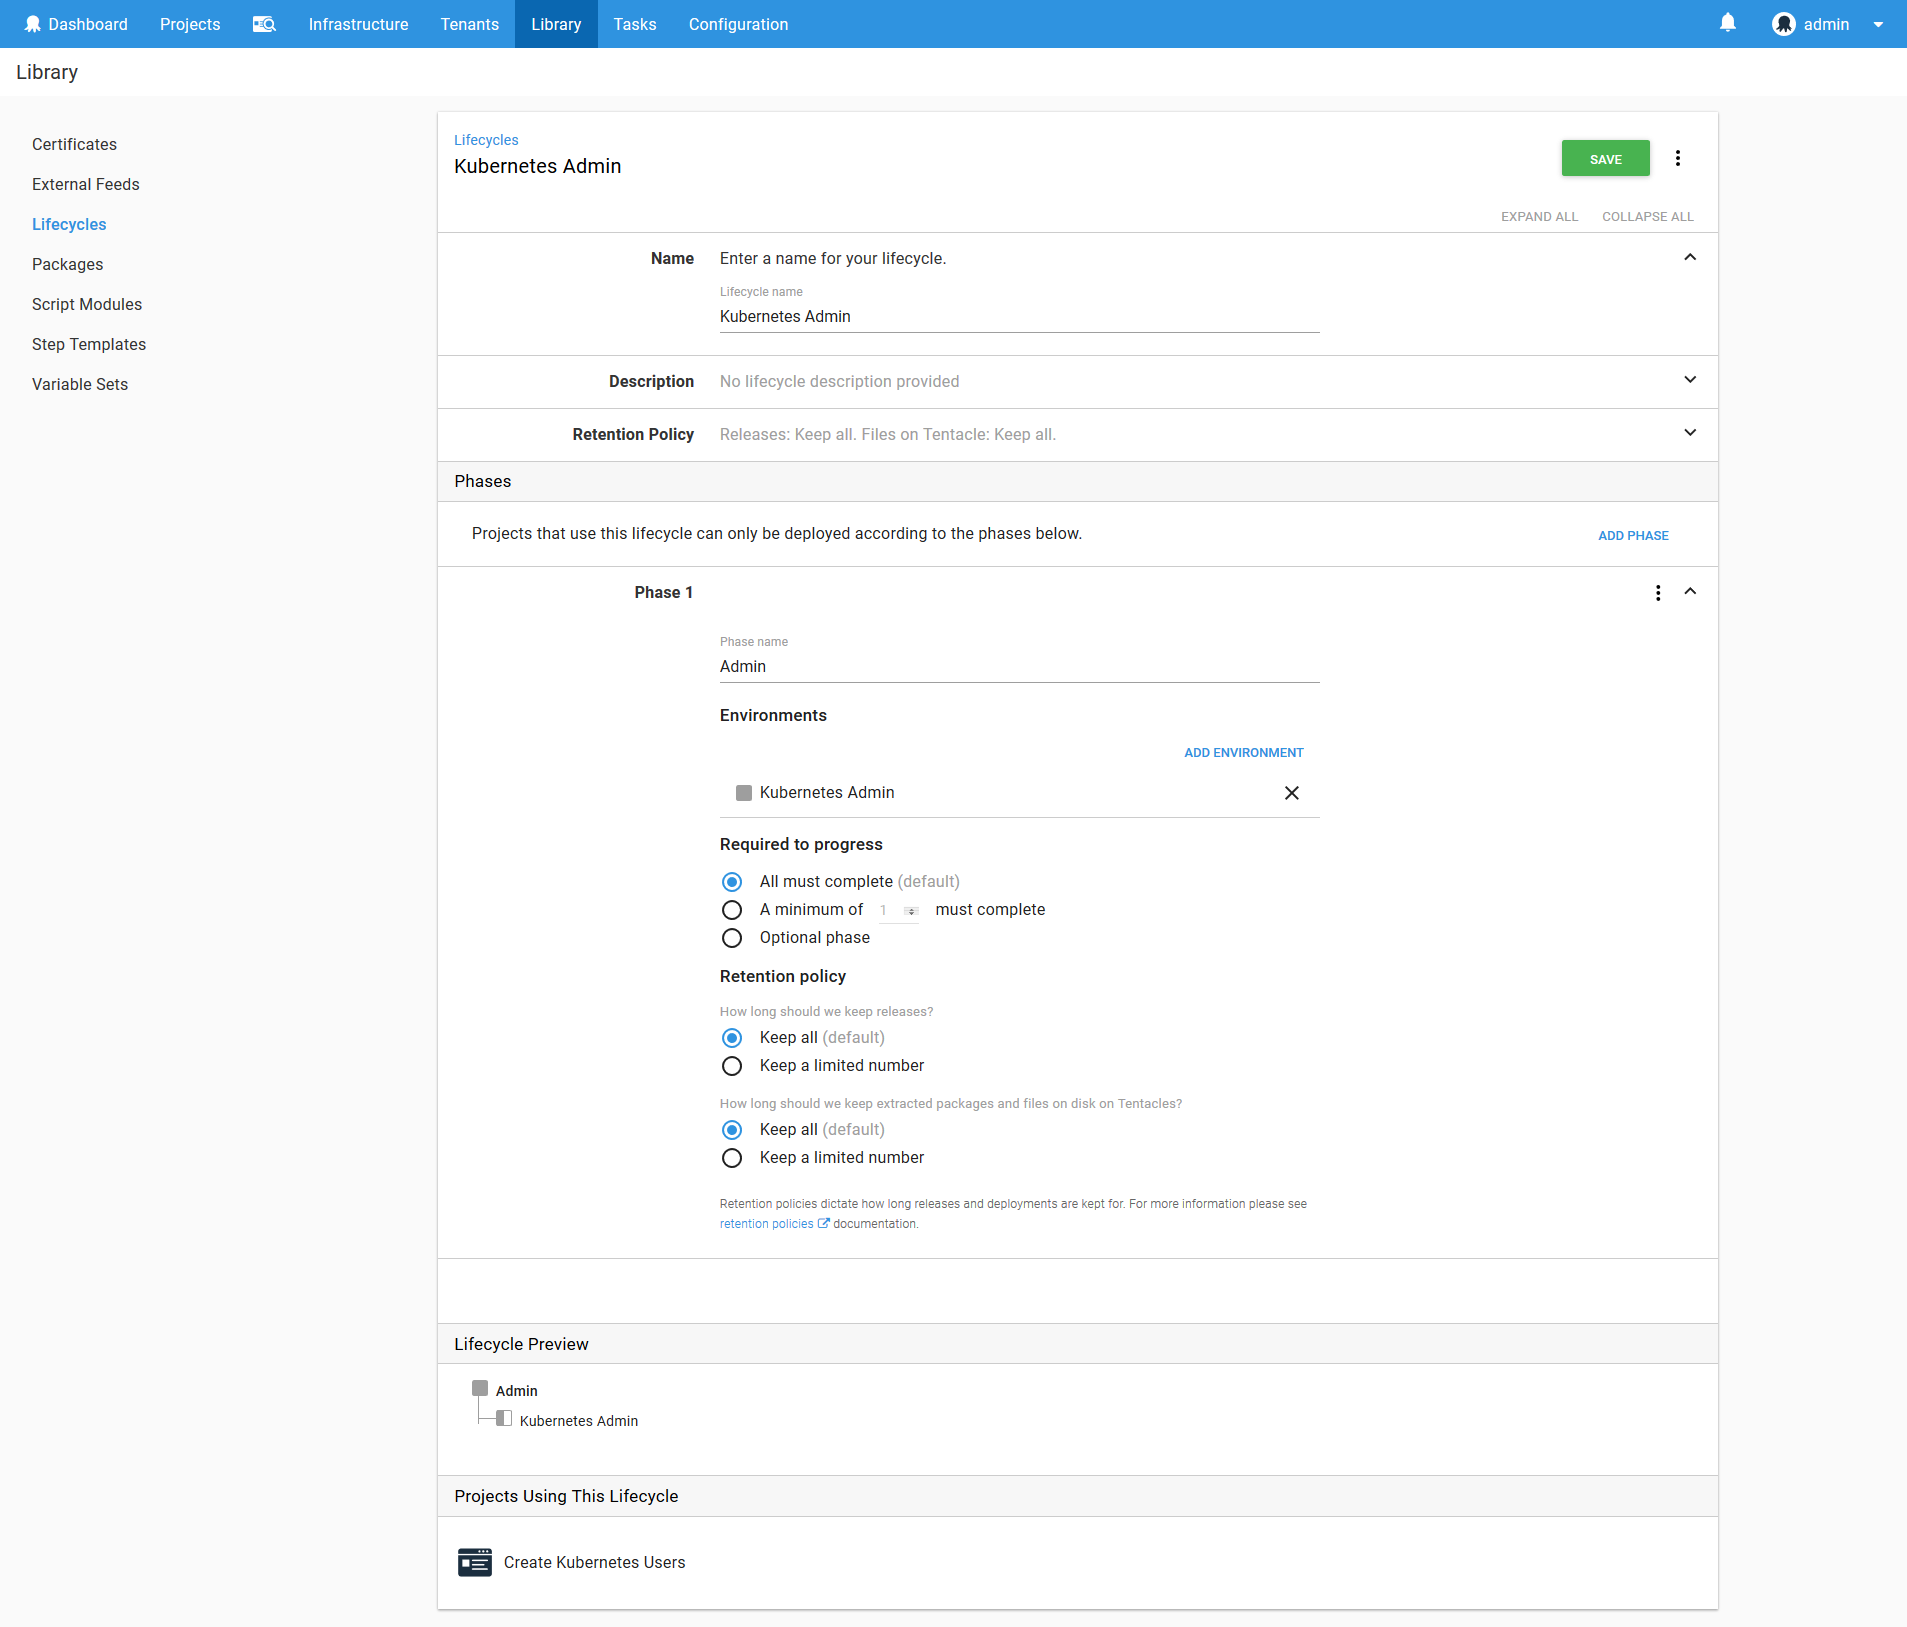 Dashboard Projects Infrastructure Tenants Library Tasks Configuration admin
Library
Certificates
External Feeds
Lifecycles
Packages
Script Modules
Step Templates
Variable Sets
Lifecycles
Kubernetes Admin
SAVE
EXPAND ALL COLLAPSE ALL
Name Enter a name for your lifecycle.
Lifecycle name
Kubernetes Admin
Description No lifecycle description provided
Retention Policy Releases: Keep all. Files on Tentacle: Keep all.
Phases
Projects that use this lifecycle can only be deployed according to the phases below. ADD PHASE
Phase 1
Phase name
Admin
Environments
ADD ENVIRONMENT
Kubernetes Admin
Required to progress
All must complete (default)
A minimum of 1 must complete
Optional phase
Retention policy
How long should we keep releases?
Keep all (default)
Keep a limited number
How long should we keep extracted packages and files on disk on Tentacles?
Keep all (default)
Keep a limited number
Retention policies dictate how long releases and deployments are kept for. For more information please see
retention policies documentation.
Lifecycle Preview
Admin
Kubernetes Admin
Projects Using This Lifecycle
Create Kubernetes Users